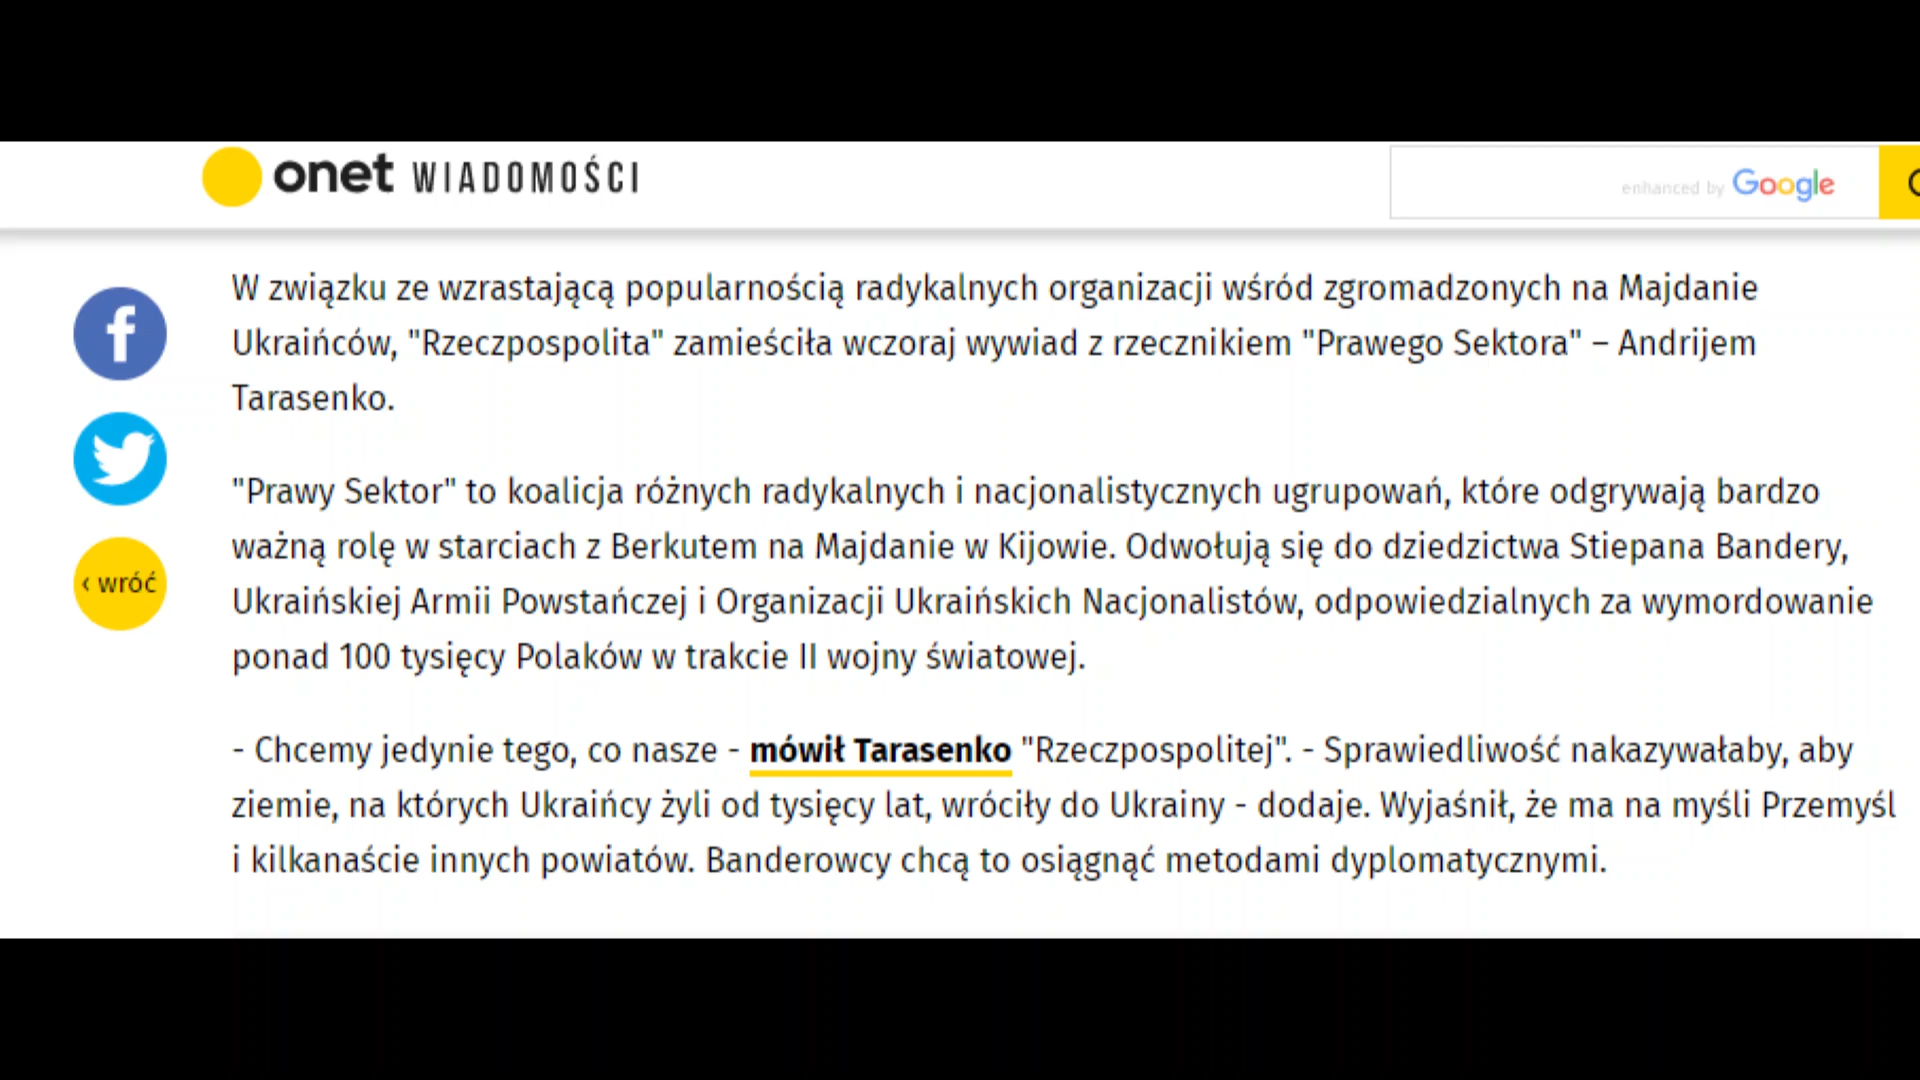 onet WIADOMOŚCI
enhanced by Google
W związku ze wzrastającą popularnością radykalnych organizacji wśród zgromadzonych na Majdanie
Ukraińców, "Rzeczpospolita" zamieściła wczoraj wywiad z rzecznikiem "Prawego Sektora" – Andrijem
Tarasenko.
"Prawy Sektor" to koalicja różnych radykalnych i nacjonalistycznych ugrupowań, które odgrywają bardzo
ważną rolę w starciach z Berkutem na Majdanie w Kijowie. Odwołują się do dziedzictwa Stiepana Bandery,
‹ wróć
Ukraińskiej Armii Powstańczej i Organizacji Ukraińskich Nacjonalistów, odpowiedzialnych za wymordowanie
ponad 100 tysięcy Polaków w trakcie II wojny światowej.
- Chcemy jedynie tego, co nasze - mówił Tarasenko "Rzeczpospolitej". - Sprawiedliwość nakazywałaby, aby
ziemie, na których Ukraińcy żyli od tysięcy lat, wróciły do Ukrainy - dodaje. Wyjaśnił, że ma na myśli Przemyśl
i kilkanaście innych powiatów. Banderowcy chcą to osiągnąć metodami dyplomatycznymi.